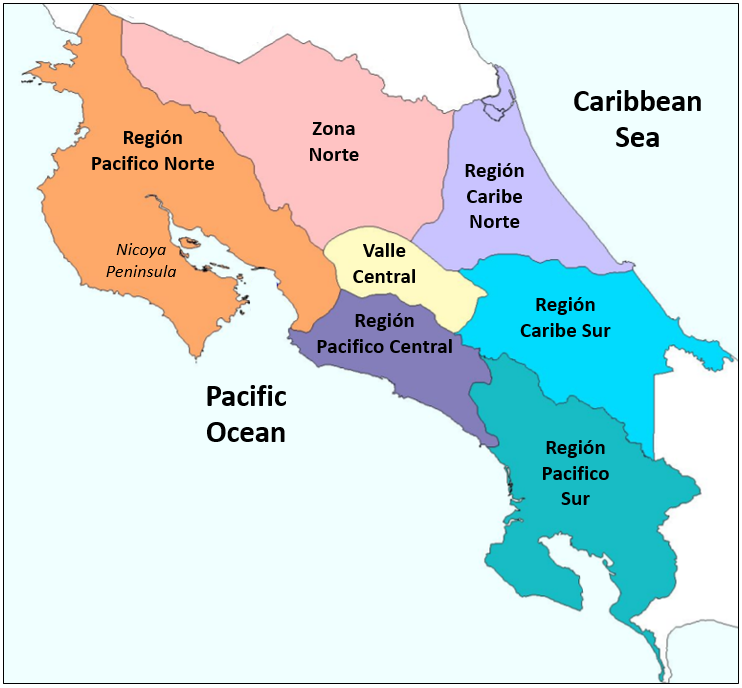 Caribbean
Sea
Región
Pacifico Norte
Zona
Norte
Región
Caribe
Norte
Nicoya
Peninsula
Valle
Central
Región
Caribe Sur
Región
Pacifico Central
Pacific
Ocean
Región
Pacifico
Sur